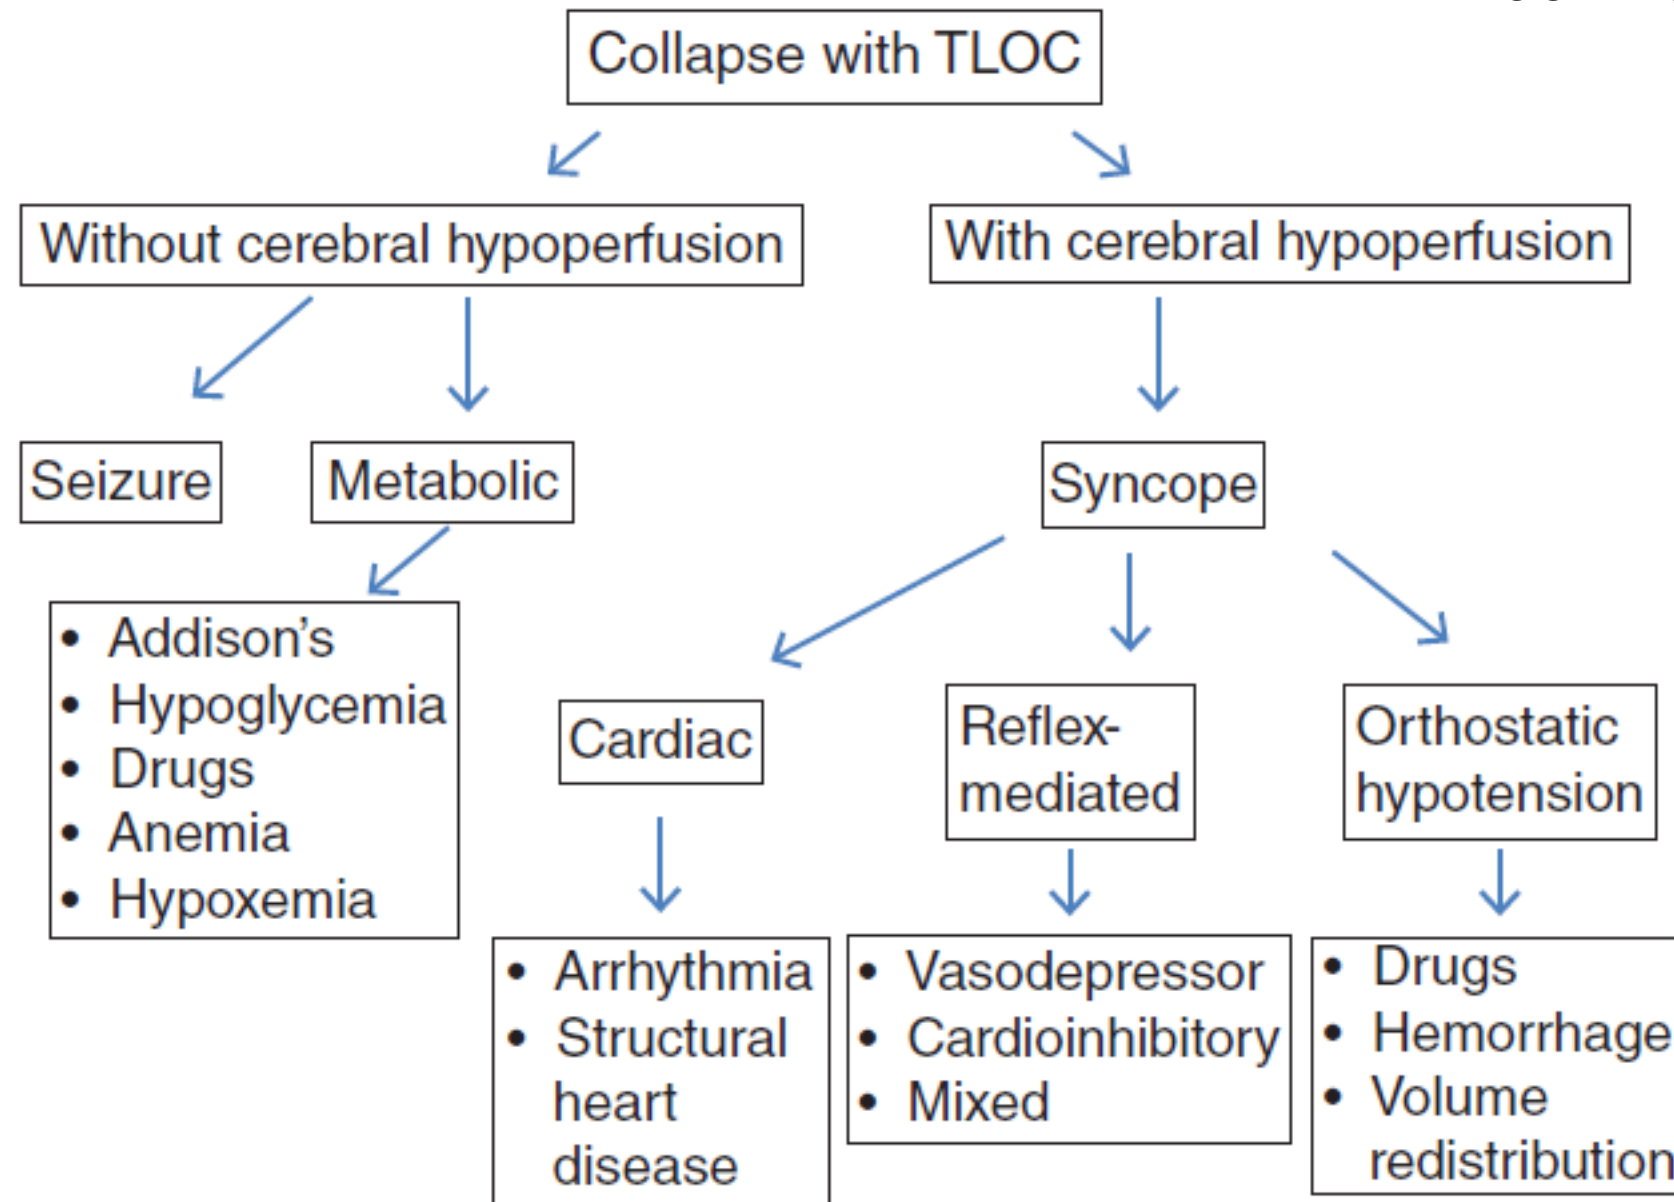 Collapse with TLOC
Without cerebral hypoperfusion
With cerebral hypoperfusion
Seizure
Metabolic
Syncope
• Addison’s
• Hypoglycemia
• Drugs
• Anemia
• Hypoxemia
Cardiac
Reflex-
mediated
Orthostatic
hypotension
• Arrhythmia
• Structural
heart
disease
• Vasodepressor
• Cardioinhibitory
• Mixed
• Drugs
• Hemorrhage
• Volume
redistribution